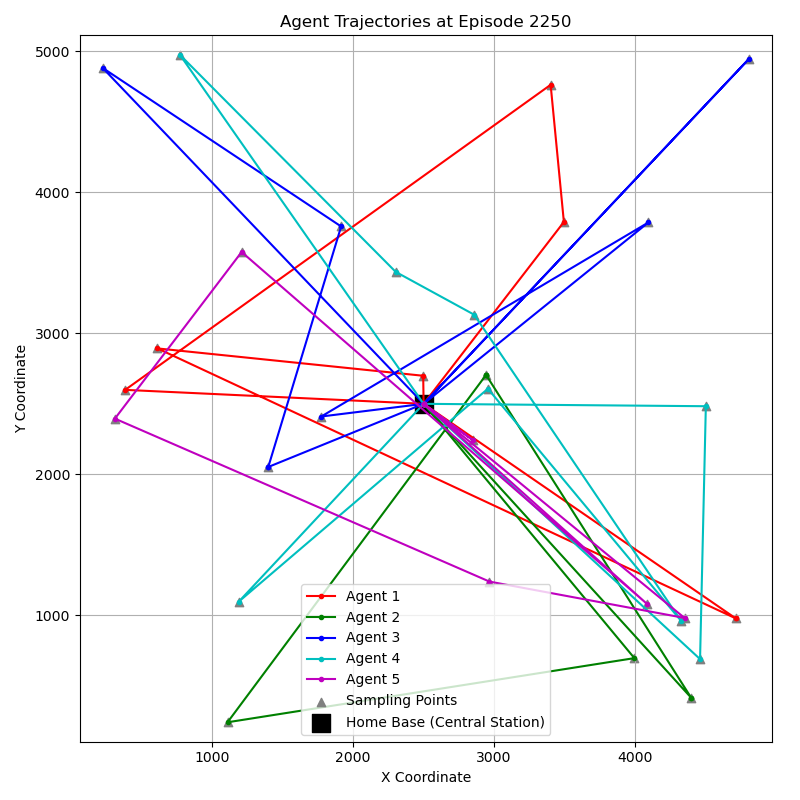 Agent Trajectories at Episode 2250
Y Coordinate
5000
4000
3000
2000
1000
Agent 1
Agent 2
Agent 3
Agent 4
Agent 5
Sampling Points
Home Base (Central Station)
1000 2000 3000 4000
X Coordinate